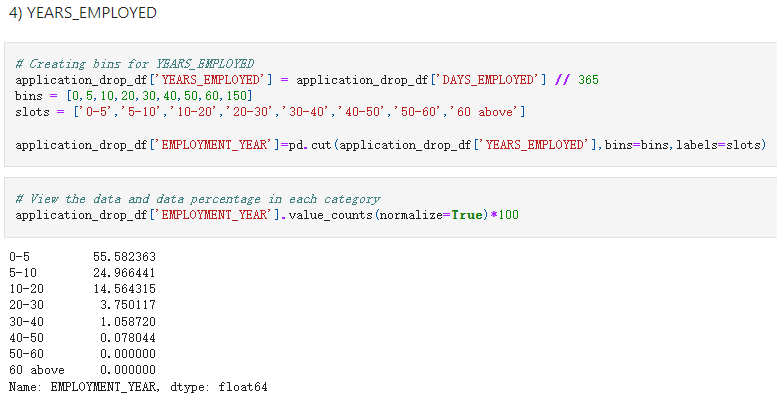 4) YEARS_EMPLOYED
# Creating bins for YEARS_EMPLOYED
application_drop_df['YEARS_EMPLOYED'] = application_drop_df['DAYS_EMPLOYED'] // 365
bins = [0,5,10,20,30,40,50,60,150]
slots = ['0-5','5-10','10-20','20-30','30-40','40-50','50-60','60 above']
application_drop_df['EMPLOYMENT_YEAR']=pd.cut(application_drop_df['YEARS_EMPLOYED'],bins=bins,labels=slots)
# View the data and data percentage in each category
application_drop_df['EMPLOYMENT_YEAR'].value_counts(normalize=True)*100
0-5 55.582363
5-10 24.966441
10-20 14.564315
20-30 3.750117
30-40 1.058720
40-50 0.078044
50-60 0.000000
60 above 0.000000
Name: EMPLOYMENT_YEAR, dtype: float64